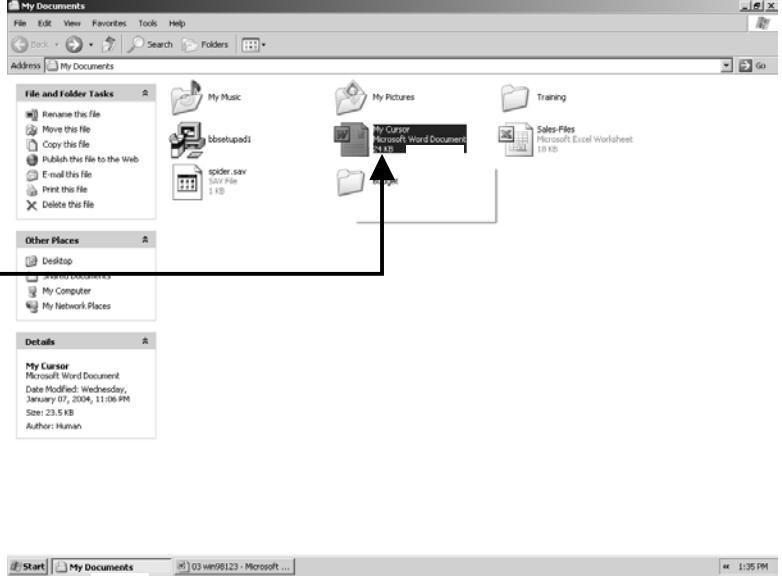 My Documents
File Edit View Favorites Tools Help
Back Search Folders
Address My Documents Go
File and Folder Tasks
Rename this file
Move this file
Copy this file
Publish this file to the Web
E-mail this file
Print this file
Delete this file
Other Places
Desktop
Shared Documents
My Computer
My Network Places
Details
My Cursor
Microsoft Word Document
Date Modified: Wednesday,
January 07, 2004, 11:06 PM
Size: 23.5 KB
Author: Human
My Music
My Pictures
Training
bbsetupad1
My Cursor
Microsoft Word Document
24 KB
Sales-Files
Microsoft Excel Worksheet
18 KB
spider.sav
SAV File
1 KB
Budget
Start My Documents 03 win98123 - Microsoft ... 1:35 PM